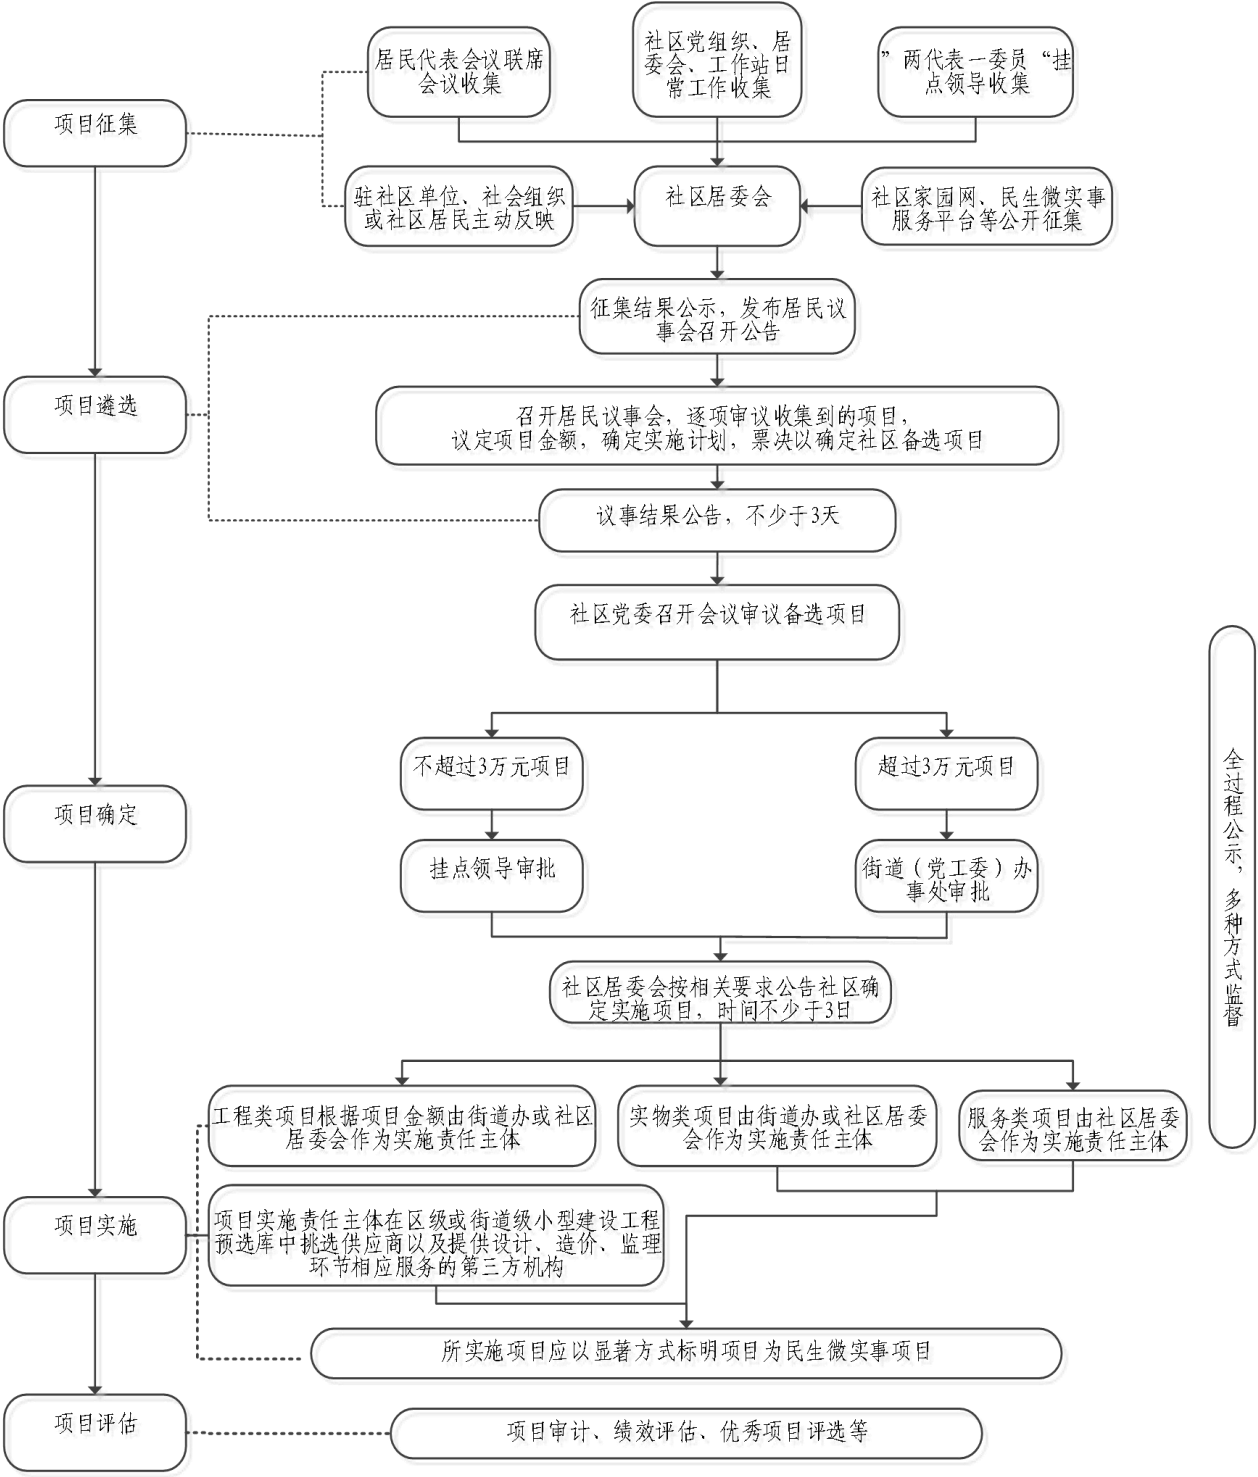 居民代表会议联席
会议收集
社区党组织、居
委会、工作站日
常工作收集
”两代表一委员“挂
点领导收集
项目征集
驻社区单位、社会组织
或社区居民主动反映
社区居委会
社区家园网、民生微实事
服务平台等公开征集
征集结果公示，发布居民议
事会召开公告
项目遴选
召开居民议事会，逐项审议收集到的项目，
议定项目金额，确定实施计划，票决以确定社区备选项目
议事结果公告，不少于3天
社区党委召开会议审议备选项目
不超过3万元项目
超过3万元项目
项目确定
挂点领导审批
街道（党工委）办
事处审批
全过程公示，多种方式监督
社区居委会按相关要求公告社区确
定实施项目，时间不少于3日
工程类项目根据项目金额由街道办或社区
居委会作为实施责任主体
实物类项目由街道办或社区居委
会作为实施责任主体
服务类项目由社区居委
会作为实施责任主体
项目实施
项目实施责任主体在区级或街道级小型建设工程
预选库中挑选供应商以及提供设计、造价、监理
环节相应服务的第三方机构
所实施项目应以显著方式标明项目为民生微实事项目
项目评估
项目审计、绩效评估、优秀项目评选等